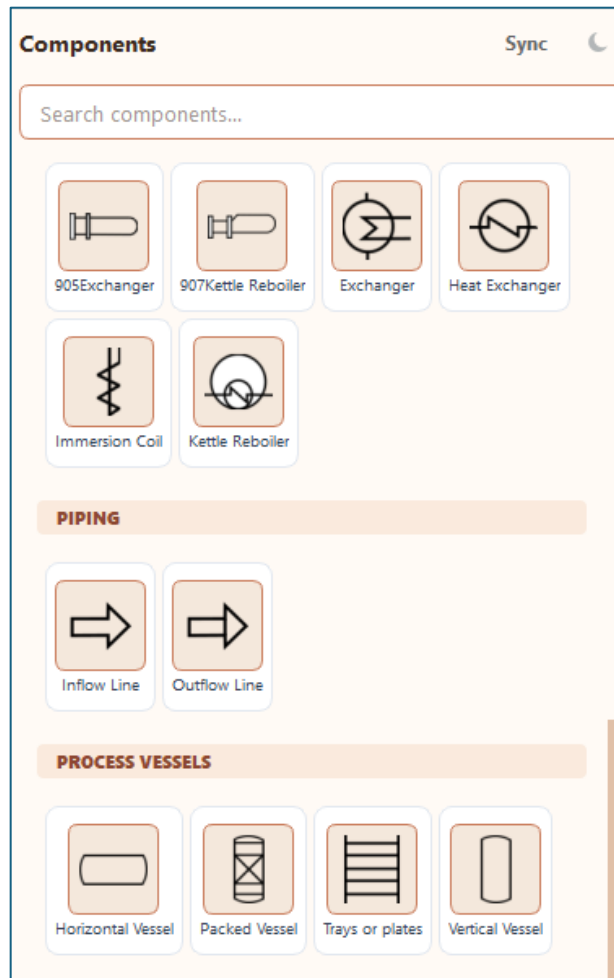 Components Sync
Search components...
905Exchanger 907Kettle Reboiler Exchanger Heat Exchanger
Immersion Coil Kettle Reboiler
PIPING
Inflow Line Outflow Line
PROCESS VESSELS
Horizontal Vessel Packed Vessel Trays or plates Vertical Vessel